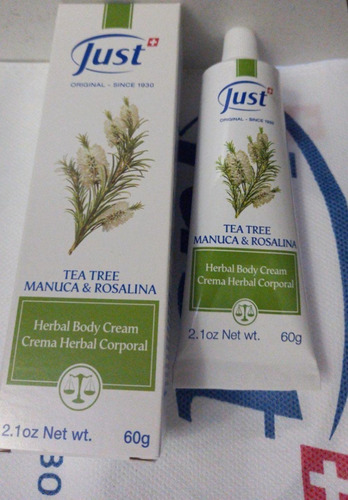 Just
ORIGINAL - SINCE 1930
TEA TREE
MANUCA & ROSALINA
Herbal Body Cream
Crema Herbal Corporal
2.1oz Net wt. 60g
Just
ORIGINAL - SINCE 1930
TEA TREE
MANUCA & ROSALINA
Herbal Body Cream
Crema Herbal Corporal
2.1oz Net wt. 60g
30